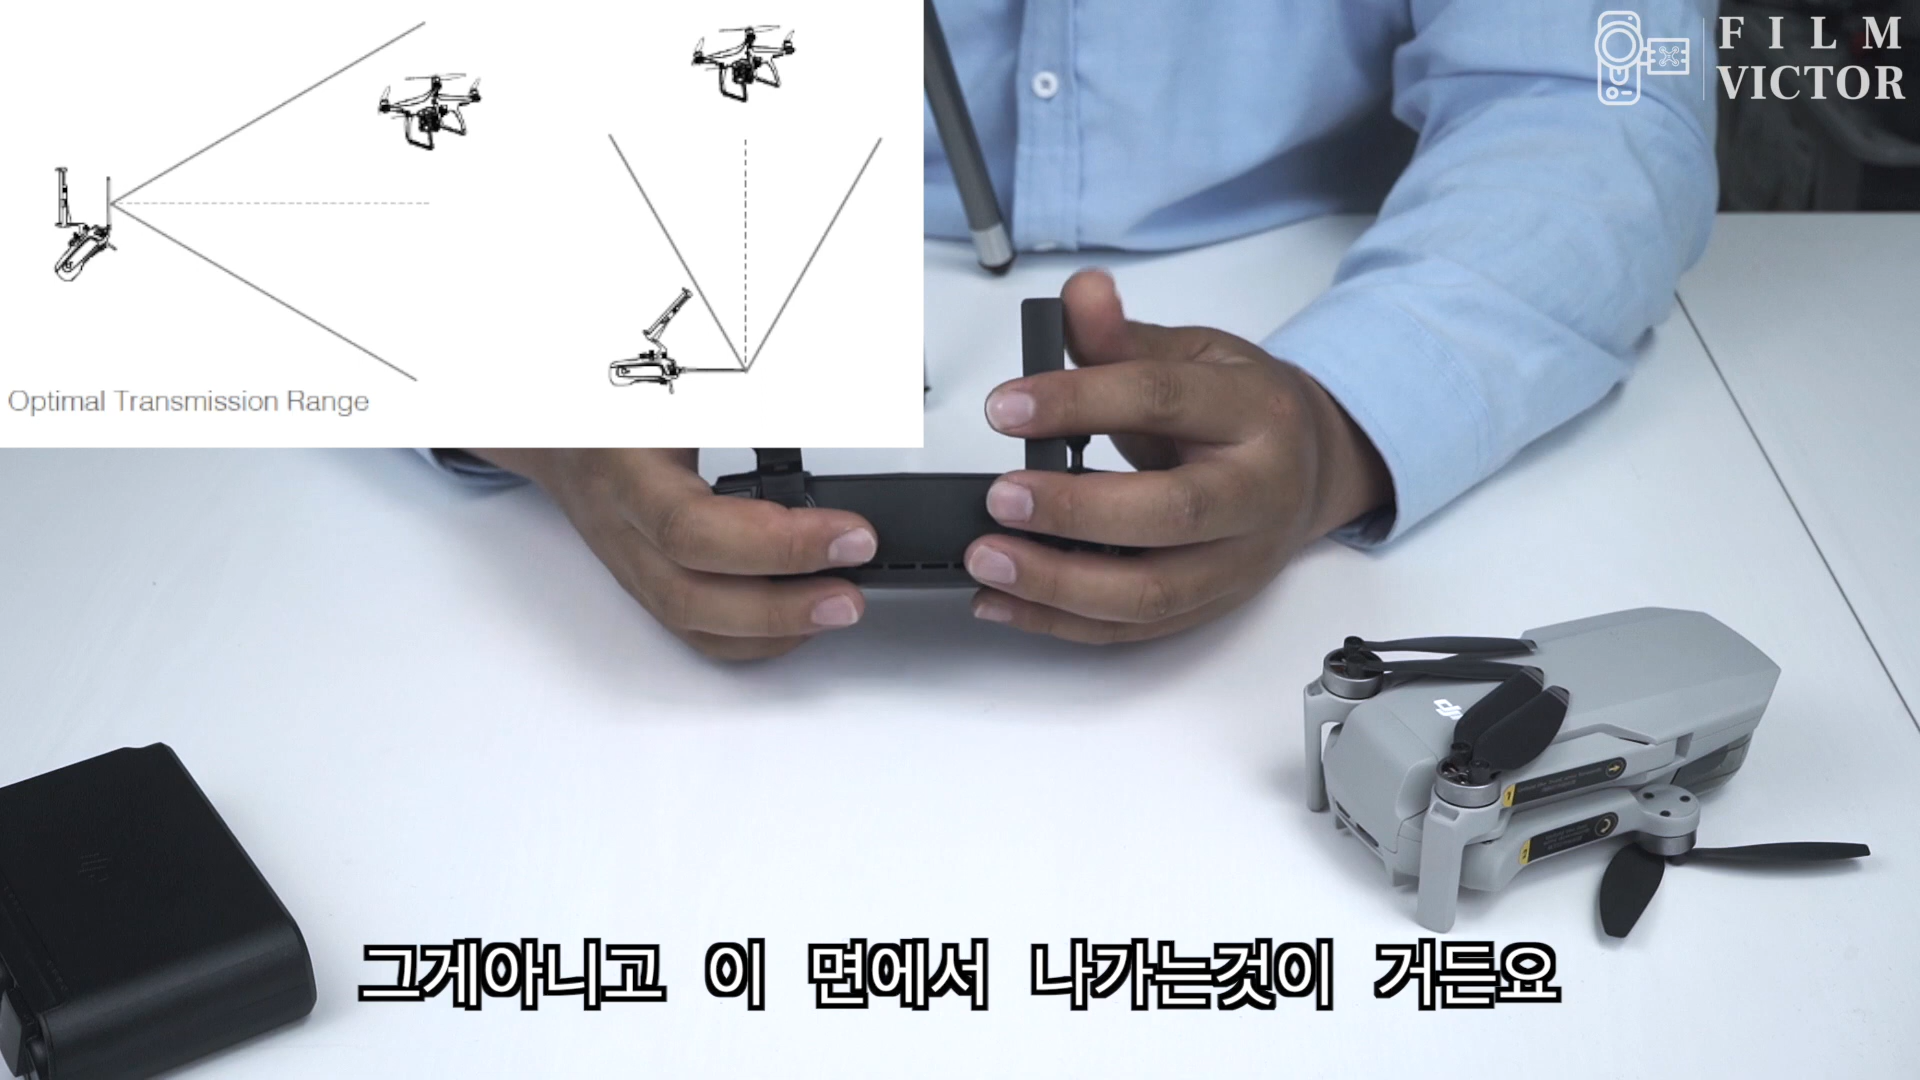 FILM
VICTOR
Optimal Transmission Range
dji
그게아니고 이 면에서 나가는것이 거든요